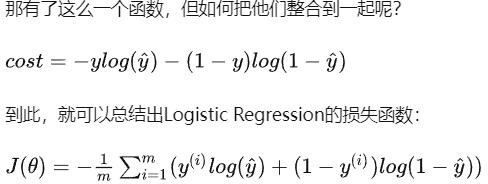 那有了这么一个函数，但如何把他们整合到一起呢？
cost = −ylog(ŷ) − (1 − y)log(1 − ŷ)
到此，就可以总结出Logistic Regression的损失函数：
J(θ) = −\frac{1}{m} ∑_{i=1}^{m}(y^{(i)}log(ŷ) + (1 − y^{(i)})log(1 − ŷ))